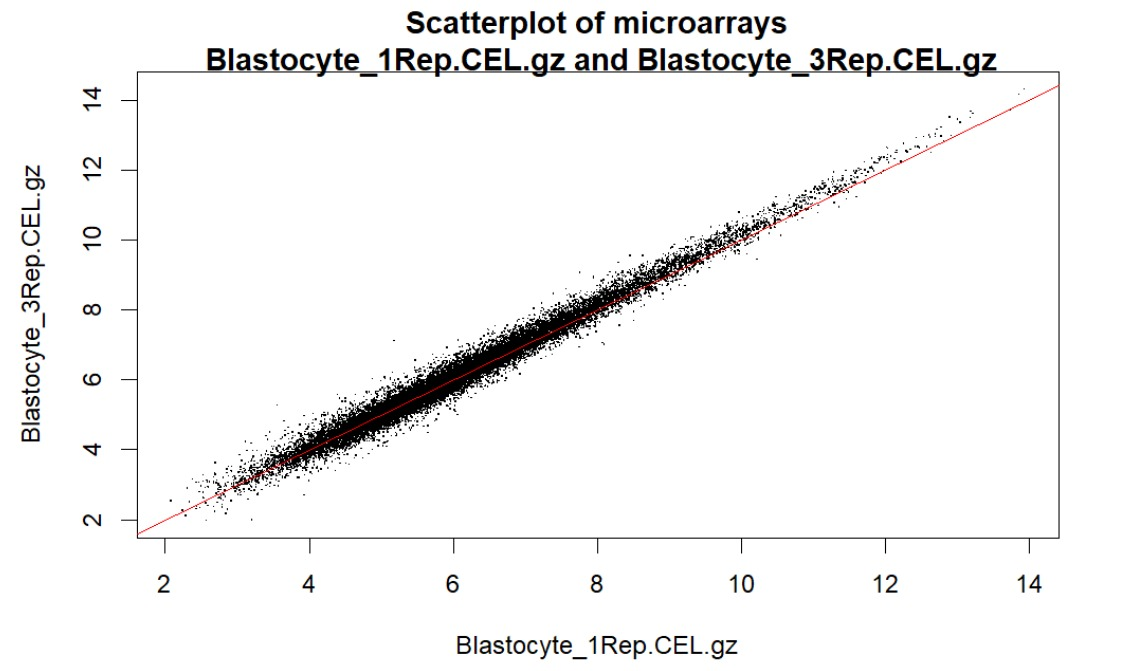 Scatterplot of microarrays
Blastocyte_1Rep.CEL.gz and Blastocyte_3Rep.CEL.gz
Blastocyte_3Rep.CEL.gz
14
12
10
8
6
4
2
2 4 6 8 10 12 14
Blastocyte_1Rep.CEL.gz